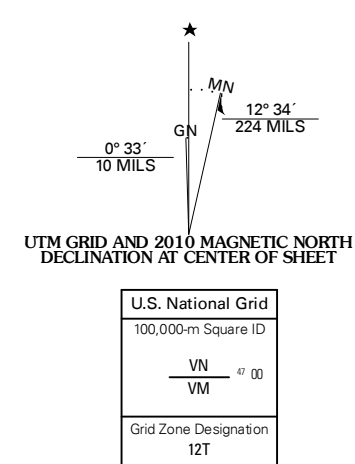 ★
MN
GN
12° 34´
224 MILS
0° 33´
10 MILS
UTM GRID AND 2010 MAGNETIC NORTH
DECLINATION AT CENTER OF SHEET
U.S. National Grid
100,000-m Square ID
VN
47 00
VM
Grid Zone Designation
12T